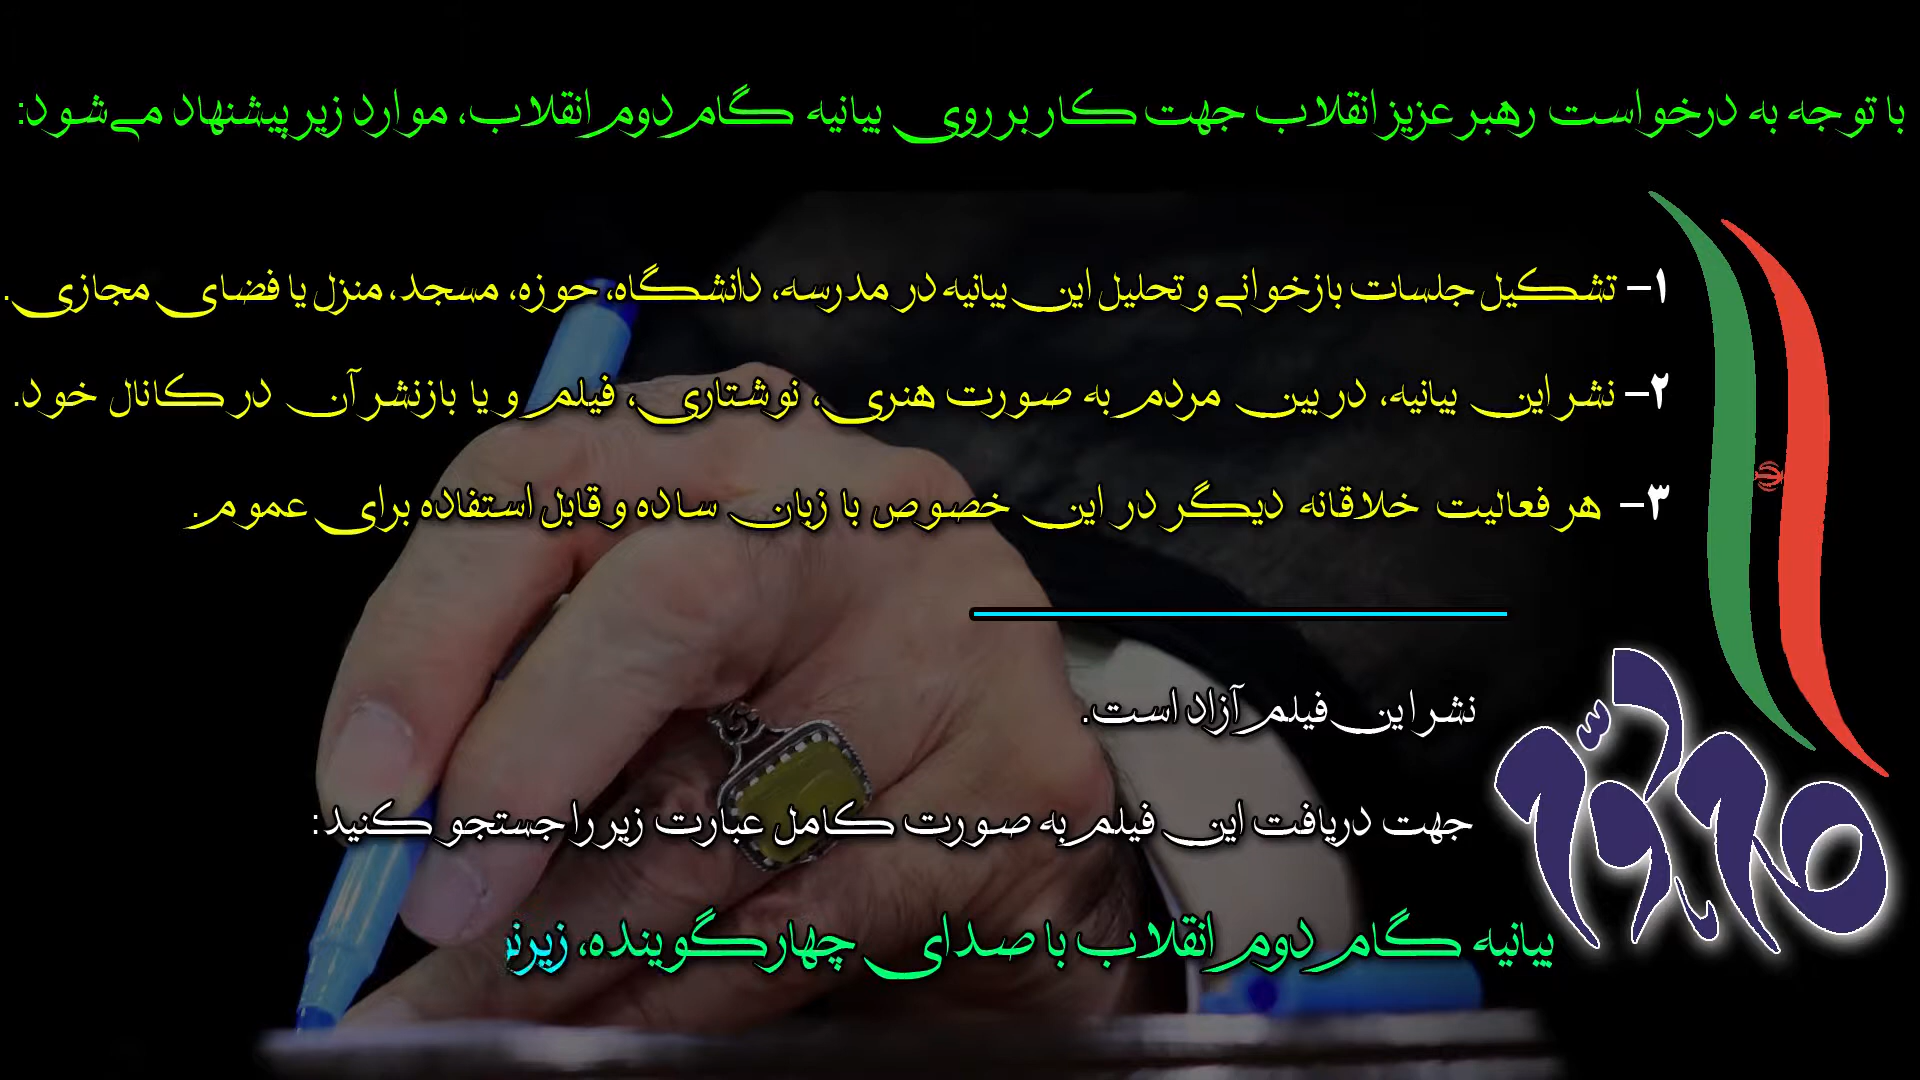 با توجه به درخواست رهبر عزیز انقلاب جهت کار بر روی بیانیه گام دوم انقلاب، موارد زیر پیشنهاد می‌شود:
۱- تشکیل جلسات بازخوانی و تحلیل این بیانیه در مدرسه، دانشگاه، حوزه، مسجد، منزل یا فضای مجازی.
۲- نشر این بیانیه، در بین مردم به صورت هنری، نوشتاری، فیلم و یا بازنشر آن در کانال خود.
۳- هر فعالیت خلاقانه دیگر در این خصوص با زبان ساده و قابل استفاده برای عموم.
نشر این فیلم آزاد است.
جهت دریافت این فیلم به صورت کامل عبارت زیر را جستجو کنید:
بیانیه گام دوم انقلاب با صدای چهار گوینده، زیرنو